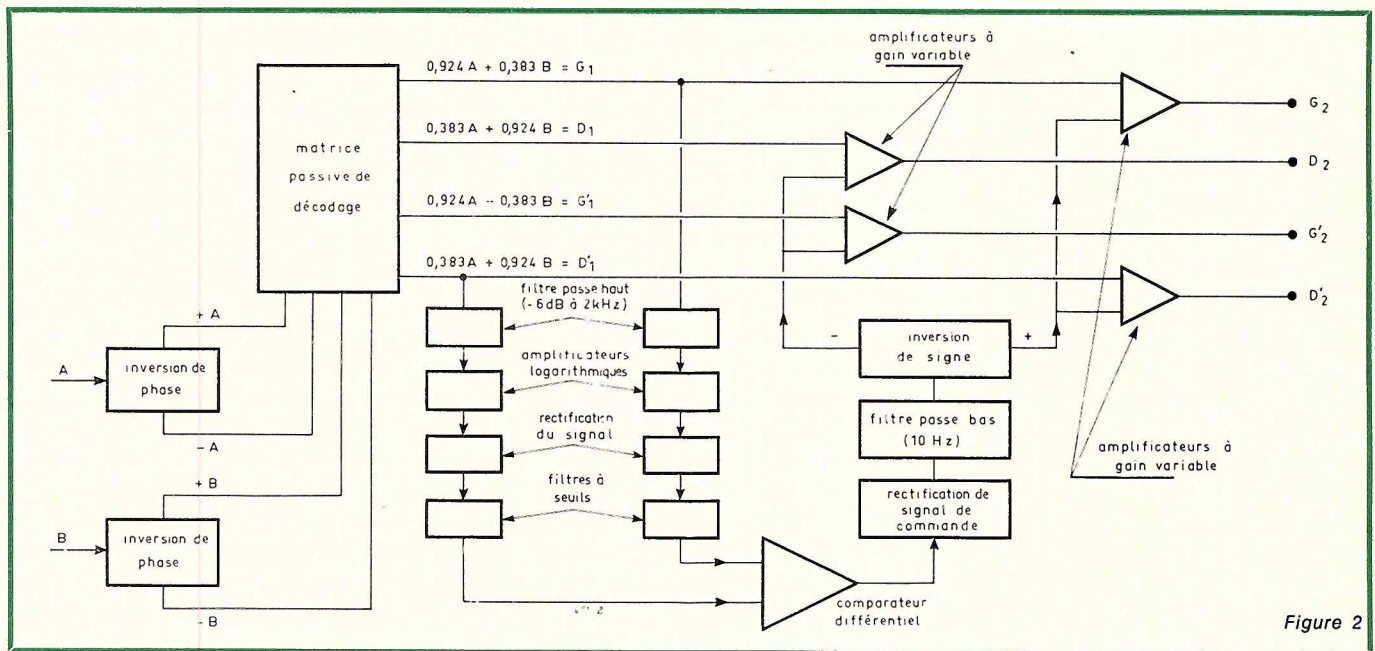 amplificateurs à
gain variable
0,924 A + 0,383 B = G₁
G₂
matrice
passive de
décodage
0,383 A + 0,924 B = D₁
D₂
0,924A -- 0,383 B = G'₁
G'₂
0,383 A + 0,924 B = D'₁
D'₂
filtre passe haut
(-6dB à 2kHz)
+ A
A
inversion de
phase
- A
amplificateurs
logarithmiques
-
inversion
de signe
+
rectification
du signal
filtre passe bas
(10 Hz)
amplificateurs à
gain variable
+ B
B
inversion de
phase
- B
filtres à
seuils
rectification de
signal de
commande
comparateur
différentiel
Figure 2